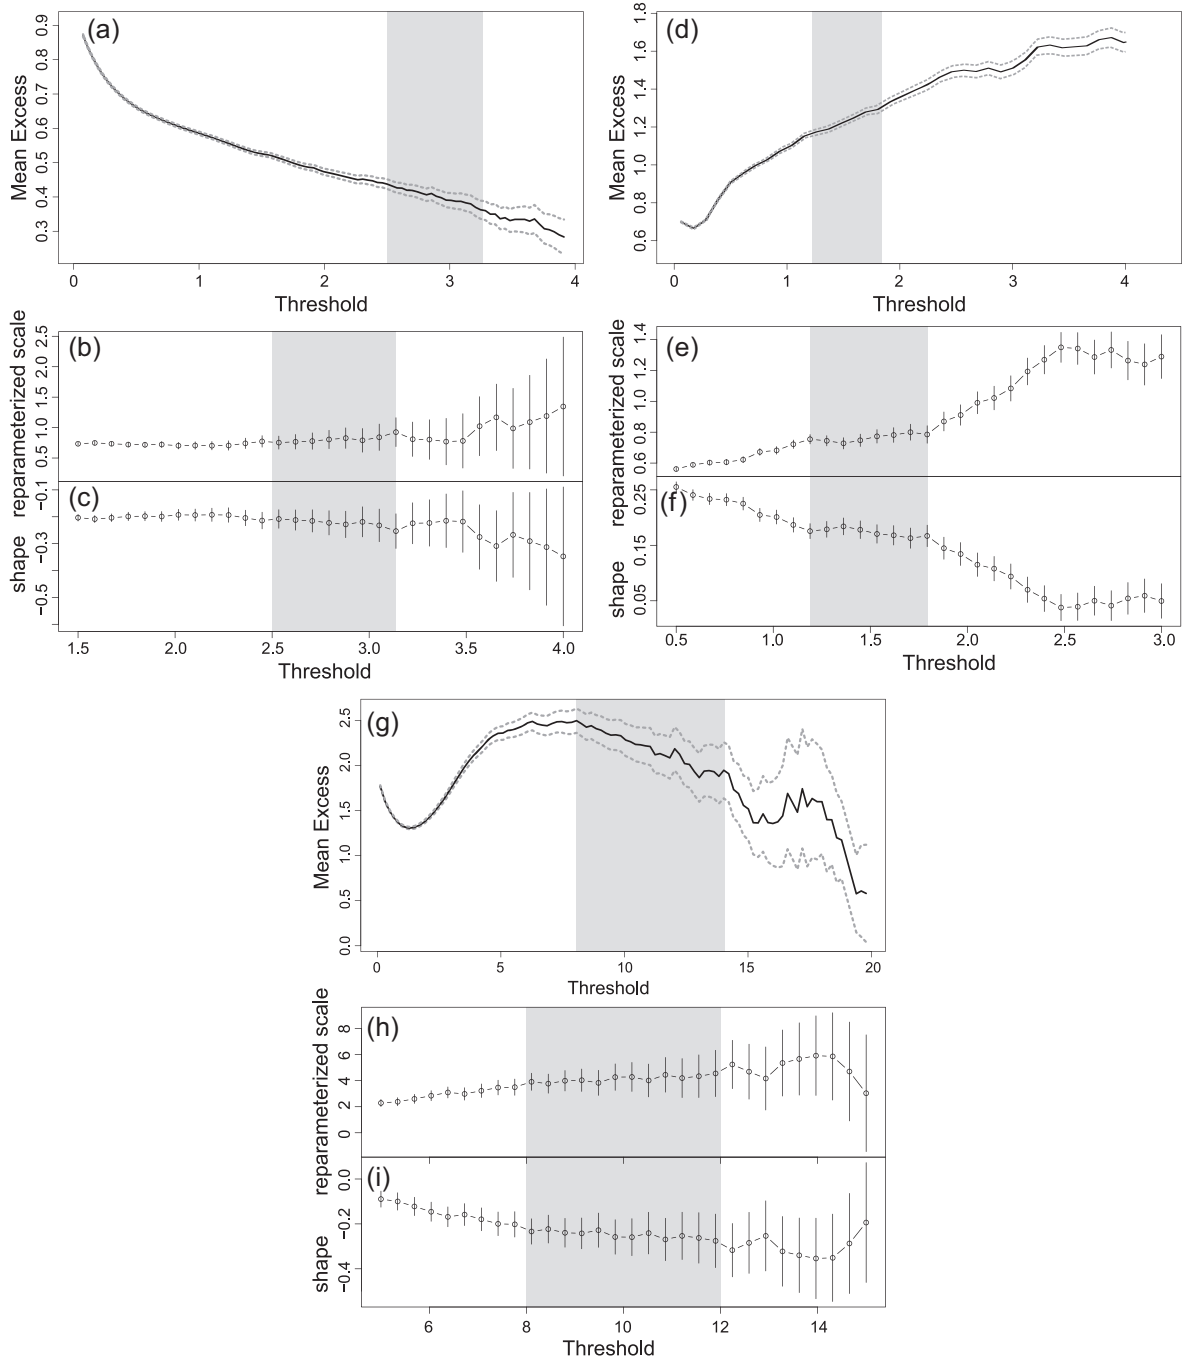 (a)
Mean Excess
0.9
0.8
0.7
0.6
0.5
0.4
0.3
0 1 2 3 4
Threshold
(d)
Mean Excess
1.8
1.6
1.4
1.2
1.0
0.8
0.6
0 1 2 3 4
Threshold
(b)
reparameterized scale
2.5
2.0
1.5
1.0
0.5
(c)
shape
−0.1
−0.3
−0.5
1.5 2.0 2.5 3.0 3.5 4.0
Threshold
(e)
reparameterized scale
1.4
1.2
1.0
0.8
0.6
(f)
shape
0.25
0.15
0.05
0.5 1.0 1.5 2.0 2.5 3.0
Threshold
(g)
Mean Excess
2.5
2.0
1.5
1.0
0.5
0.0
0 5 10 15 20
Threshold
(h)
reparameterized scale
8
6
4
2
0
(i)
shape
0.0
−0.2
−0.4
6 8 10 12 14
Threshold